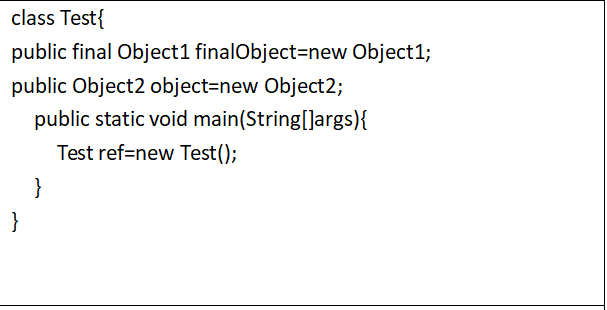 class Test{
public final Object1 finalObject=new Object1;
public Object2 object=new Object2;
public static void main(String[]args){
Test ref=new Test();
}
}